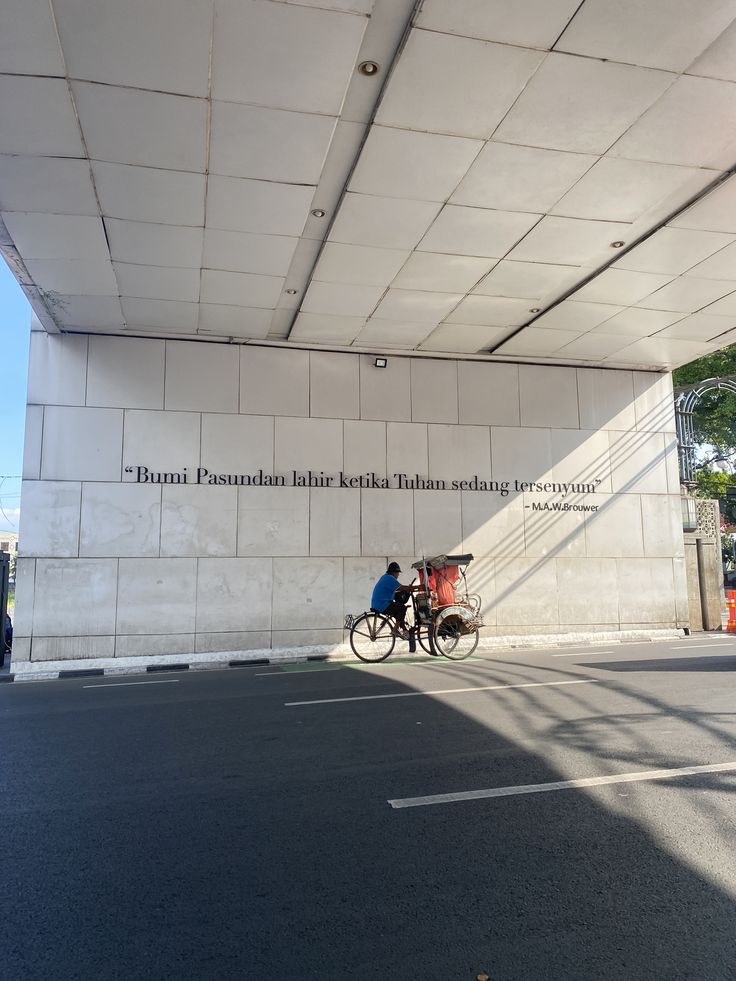 “Bumi Pasundan lahir ketika Tuhan sedang tersenyum”
– M.A.W.Brouwer